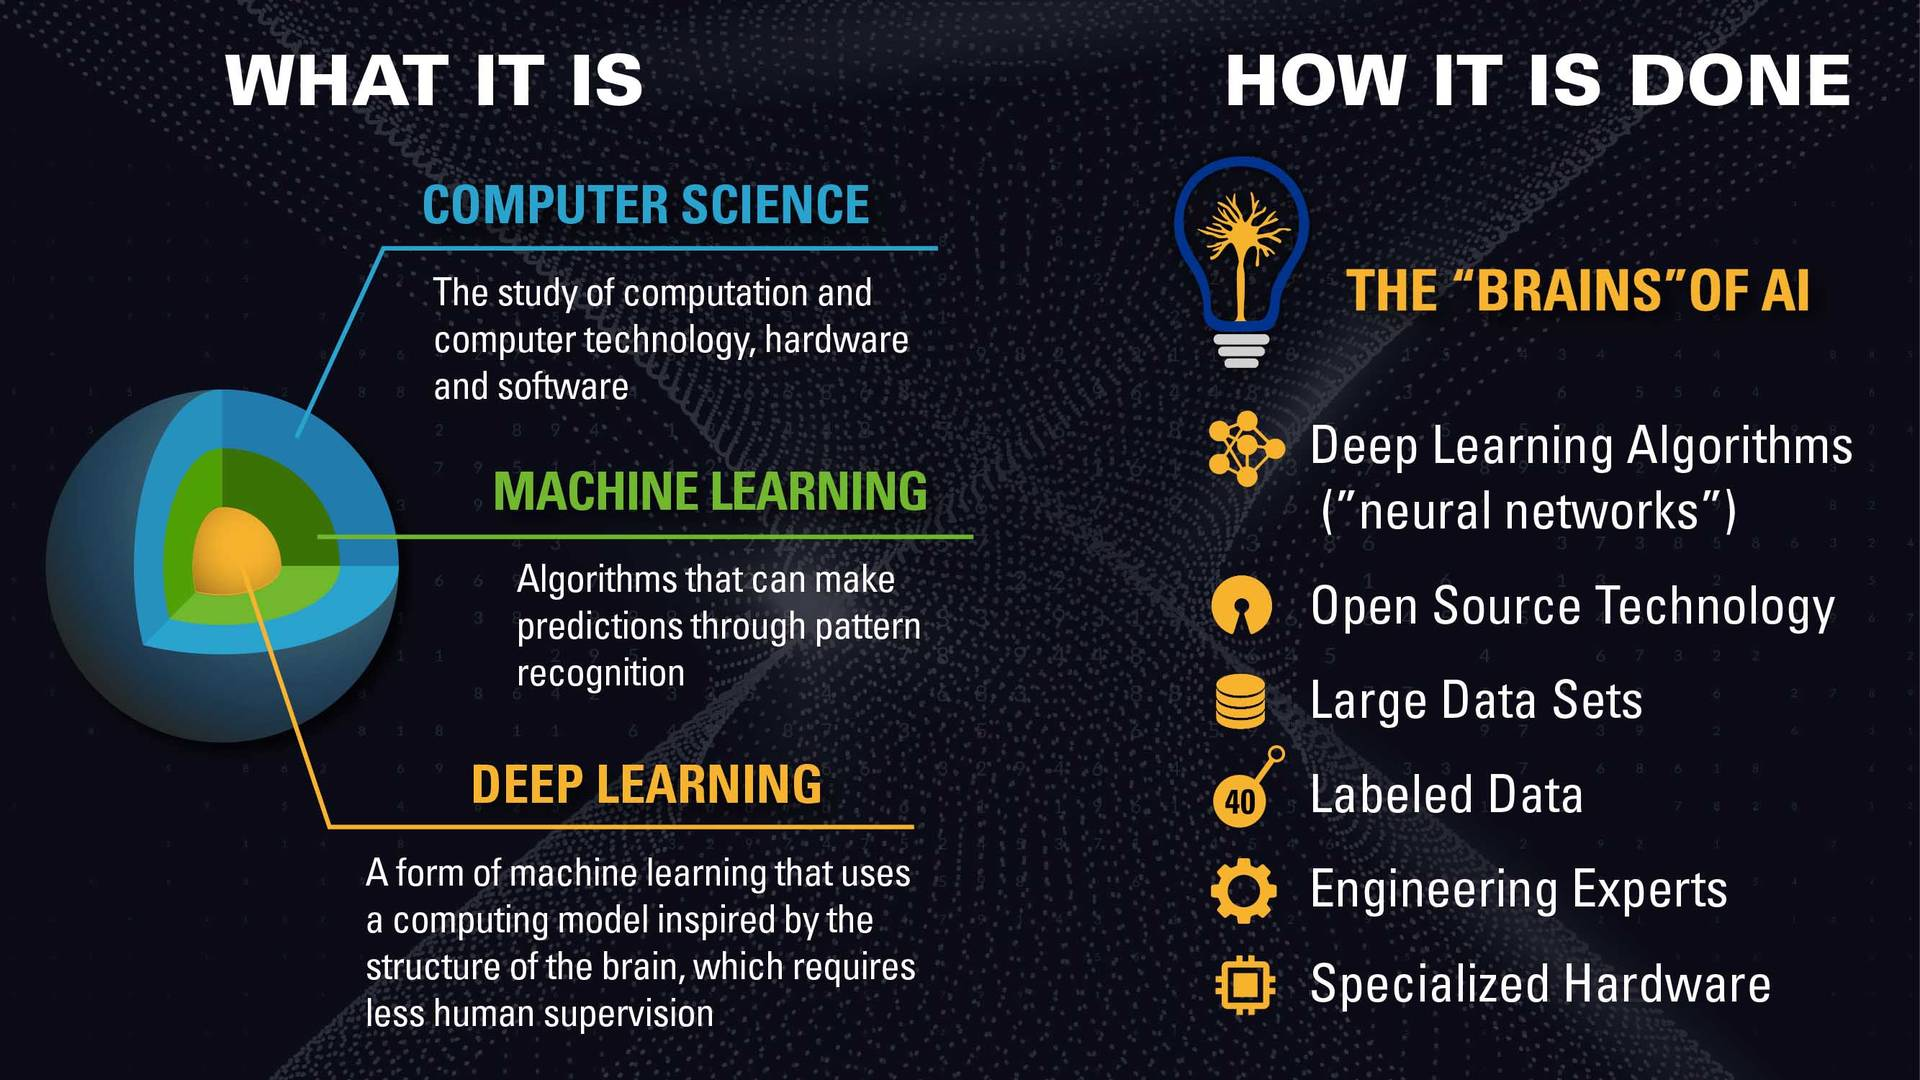 WHAT IT IS
COMPUTER SCIENCE
The study of computation and
computer technology, hardware
and software
MACHINE LEARNING
Algorithms that can make
predictions through pattern
recognition
DEEP LEARNING
A form of machine learning that uses
a computing model inspired by the
structure of the brain, which requires
less human supervision
HOW IT IS DONE
THE “BRAINS”OF AI
Deep Learning Algorithms
(”neural networks”)
Open Source Technology
Large Data Sets
40
Labeled Data
Engineering Experts
Specialized Hardware